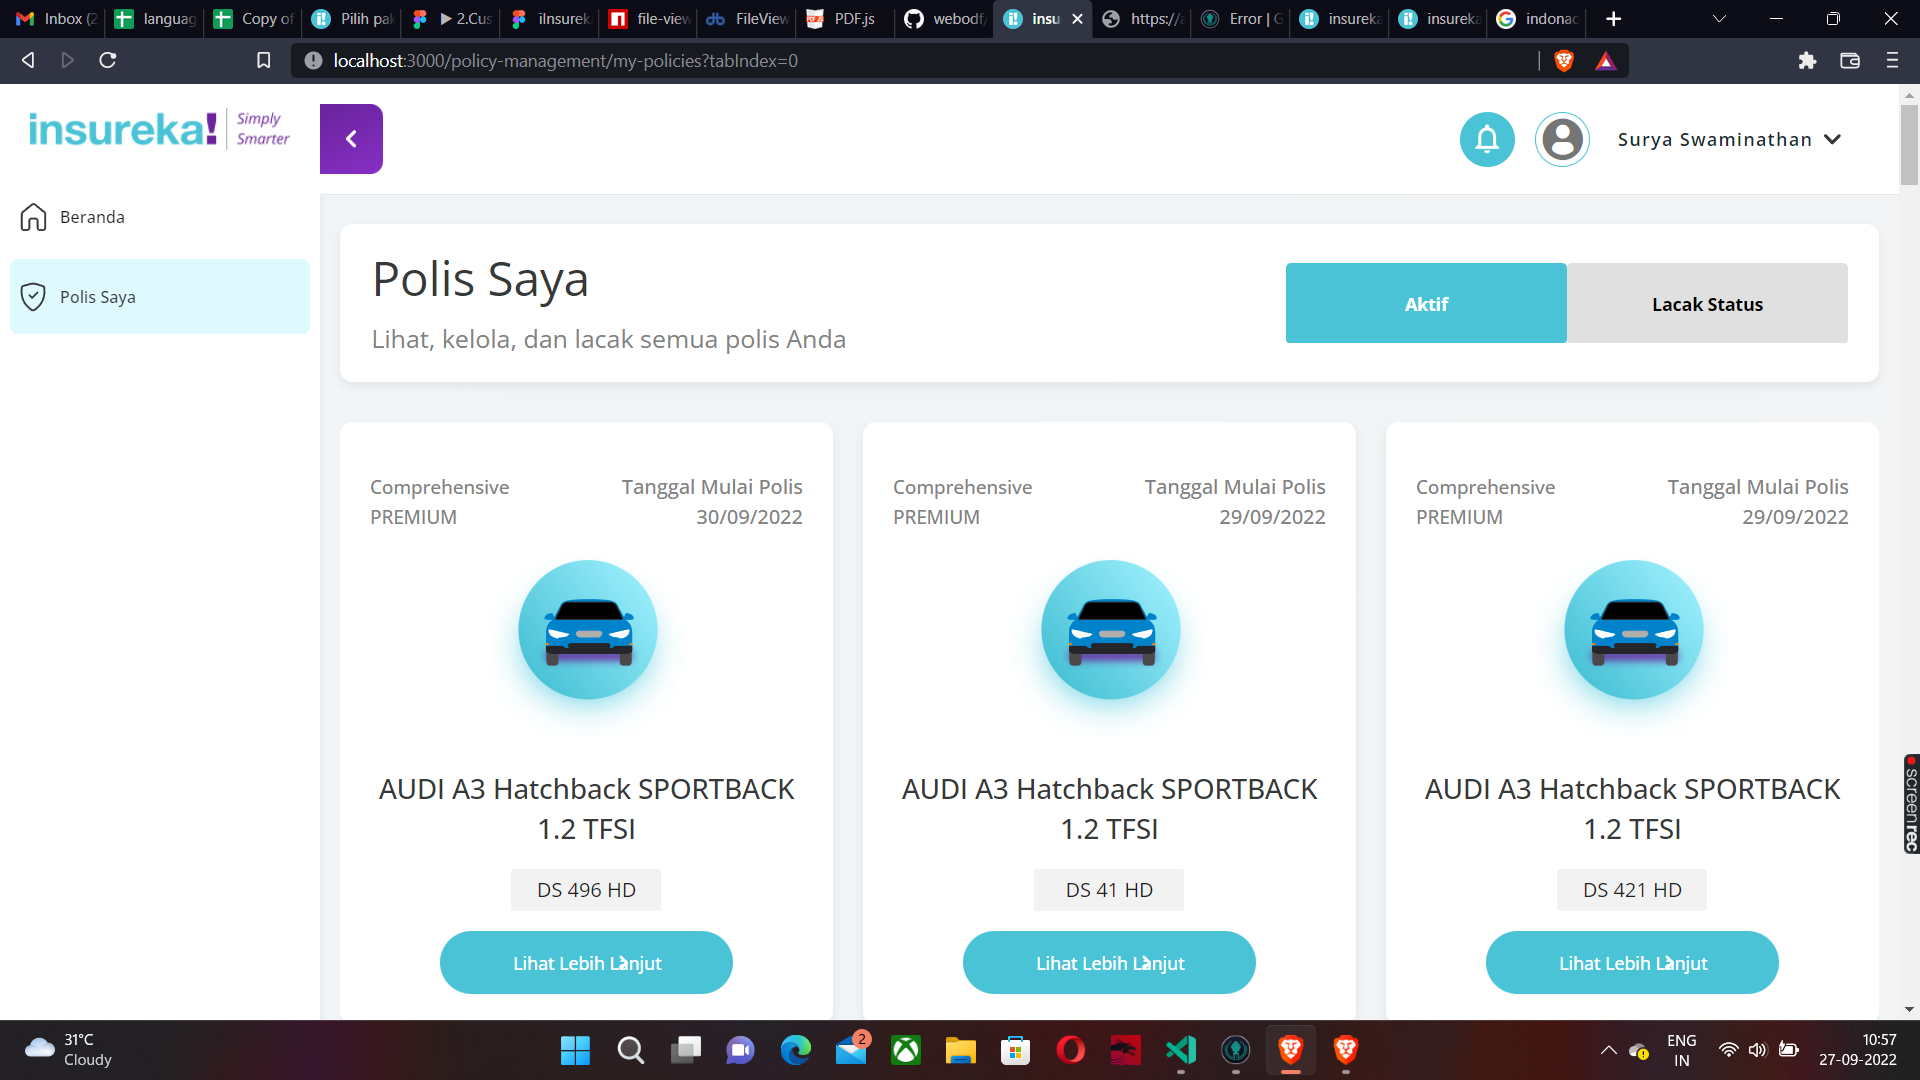 Inbox (2
languag
Copy of
Pilih pak
2.Cus
iInsurek
file-view
FileView
PDF.js
webodf/
insu
https://a
Error | G
insureka
insureka
indonac
localhost:3000/policy-management/my-policies?tabIndex=0
insureka!
Simply
Smarter
Surya Swaminathan
Beranda
Polis Saya
Polis Saya
Lihat, kelola, dan lacak semua polis Anda
Aktif
Lacak Status
Comprehensive
PREMIUM
Tanggal Mulai Polis
30/09/2022
AUDI A3 Hatchback SPORTBACK
1.2 TFSI
DS 496 HD
Lihat Lebih Lanjut
Comprehensive
PREMIUM
Tanggal Mulai Polis
29/09/2022
AUDI A3 Hatchback SPORTBACK
1.2 TFSI
DS 41 HD
Lihat Lebih Lanjut
Comprehensive
PREMIUM
Tanggal Mulai Polis
29/09/2022
AUDI A3 Hatchback SPORTBACK
1.2 TFSI
DS 421 HD
Lihat Lebih Lanjut
screenrec
31°C
Cloudy
2
ENG
IN
10:57
27-09-2022